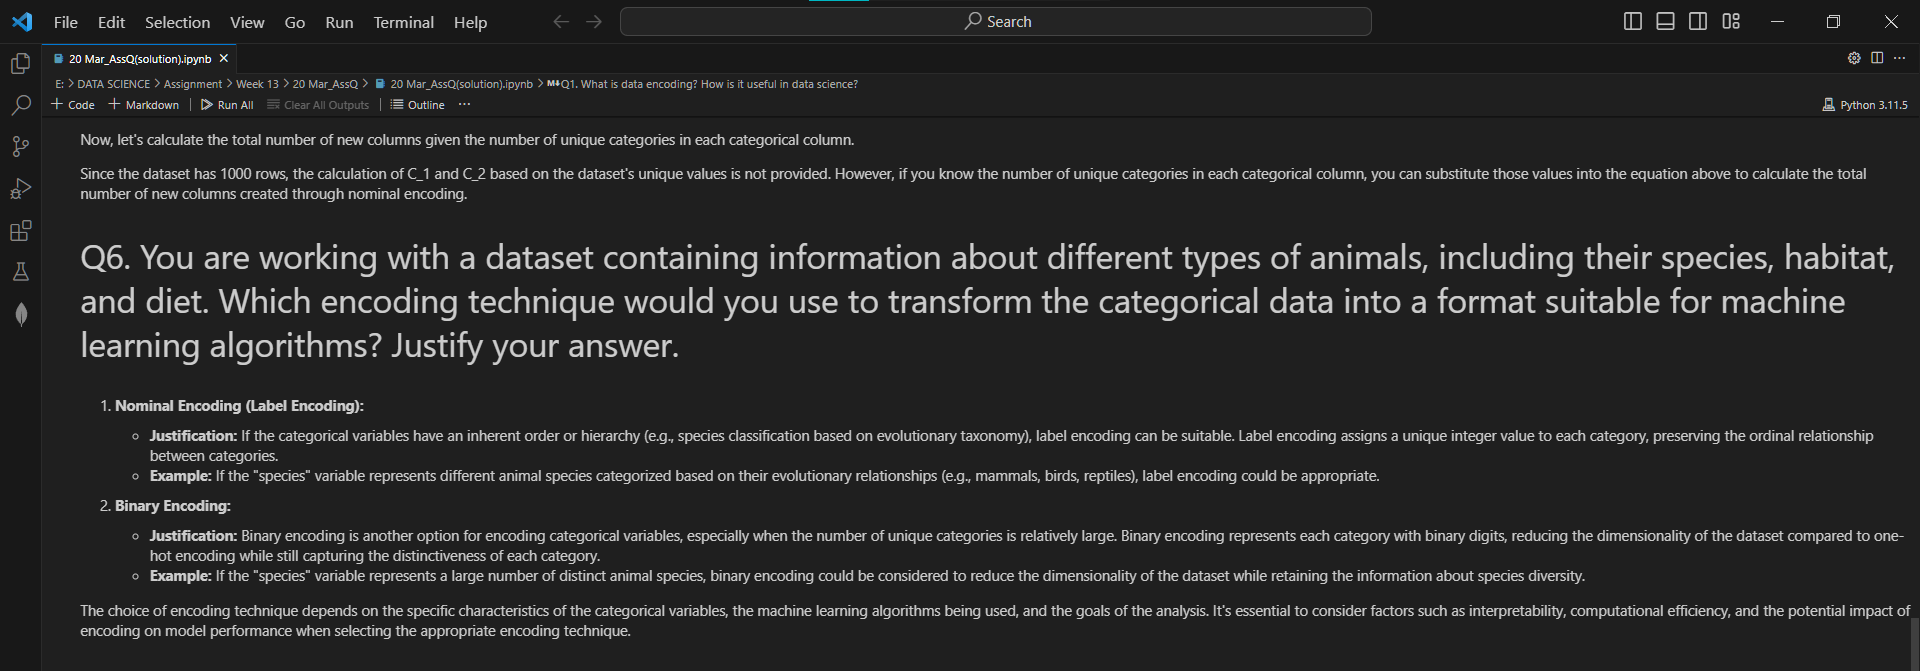 File Edit Selection View Go Run Terminal Help
Search
20 Mar_AssQ(solution).ipynb
E: > DATA SCIENCE > Assignment > Week 13 > 20 Mar_AssQ > 20 Mar_AssQ(solution).ipynb > M↓Q1. What is data encoding? How is it useful in data science?
+ Code + Markdown | Run All Clear All Outputs | Outline ···
Python 3.11.5
Now, let's calculate the total number of new columns given the number of unique categories in each categorical column.
Since the dataset has 1000 rows, the calculation of C_1 and C_2 based on the dataset's unique values is not provided. However, if you know the number of unique categories in each categorical column, you can substitute those values into the equation above to calculate the total
number of new columns created through nominal encoding.
Q6. You are working with a dataset containing information about different types of animals, including their species, habitat,
and diet. Which encoding technique would you use to transform the categorical data into a format suitable for machine
learning algorithms? Justify your answer.
1. Nominal Encoding (Label Encoding):
Justification: If the categorical variables have an inherent order or hierarchy (e.g., species classification based on evolutionary taxonomy), label encoding can be suitable. Label encoding assigns a unique integer value to each category, preserving the ordinal relationship
between categories.
Example: If the "species" variable represents different animal species categorized based on their evolutionary relationships (e.g., mammals, birds, reptiles), label encoding could be appropriate.
2. Binary Encoding:
Justification: Binary encoding is another option for encoding categorical variables, especially when the number of unique categories is relatively large. Binary encoding represents each category with binary digits, reducing the dimensionality of the dataset compared to one-
hot encoding while still capturing the distinctiveness of each category.
Example: If the "species" variable represents a large number of distinct animal species, binary encoding could be considered to reduce the dimensionality of the dataset while retaining the information about species diversity.
The choice of encoding technique depends on the specific characteristics of the categorical variables, the machine learning algorithms being used, and the goals of the analysis. It's essential to consider factors such as interpretability, computational efficiency, and the potential impact of
encoding on model performance when selecting the appropriate encoding technique.